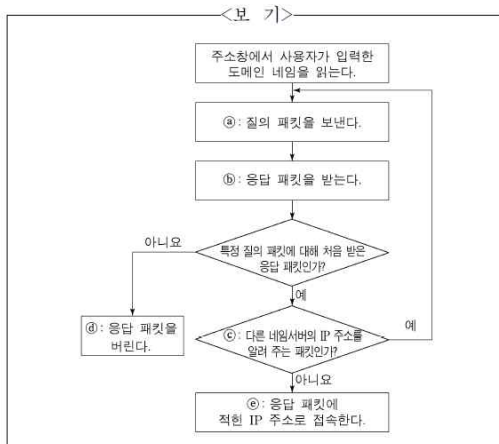 <보 기>
주소창에서 사용자가 입력한
도메인 네임을 읽는다.
ⓐ: 질의 패킷을 보낸다.
ⓑ: 응답 패킷을 받는다.
아니요
특정 질의 패킷에 대해 처음 받은
응답 패킷인가?
예
ⓓ: 응답 패킷을
버린다.
ⓒ: 다른 네임서버의 IP 주소를
알려 주는 패킷인가?
예
아니요
ⓔ: 응답 패킷에
적힌 IP 주소로 접속한다.